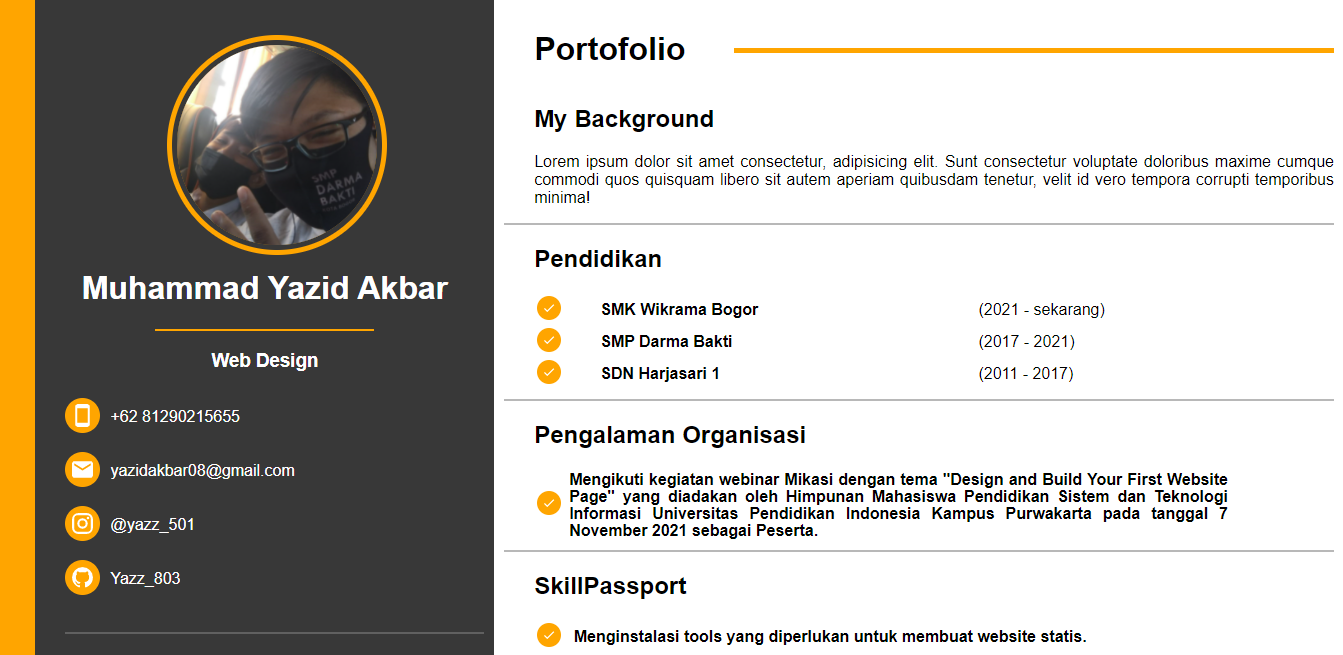 SMP
DARMA
BAKTI
Muhammad Yazid Akbar
Web Design
+62 81290215655
yazidakbar08@gmail.com
@yazz_501
Yazz_803
Portofolio
My Background
Lorem ipsum dolor sit amet consectetur, adipisicing elit. Sunt consectetur voluptate doloribus maxime cumque
commodi quos quisquam libero sit autem aperiam quibusdam tenetur, velit id vero tempora corrupti temporibus
minima!
Pendidikan
SMK Wikrama Bogor (2021 - sekarang)
SMP Darma Bakti (2017 - 2021)
SDN Harjasari 1 (2011 - 2017)
Pengalaman Organisasi
Mengikuti kegiatan webinar Mikasi dengan tema "Design and Build Your First Website
Page" yang diadakan oleh Himpunan Mahasiswa Pendidikan Sistem dan Teknologi
Informasi Universitas Pendidikan Indonesia Kampus Purwakarta pada tanggal 7
November 2021 sebagai Peserta.
SkillPassport
Menginstalasi tools yang diperlukan untuk membuat website statis.